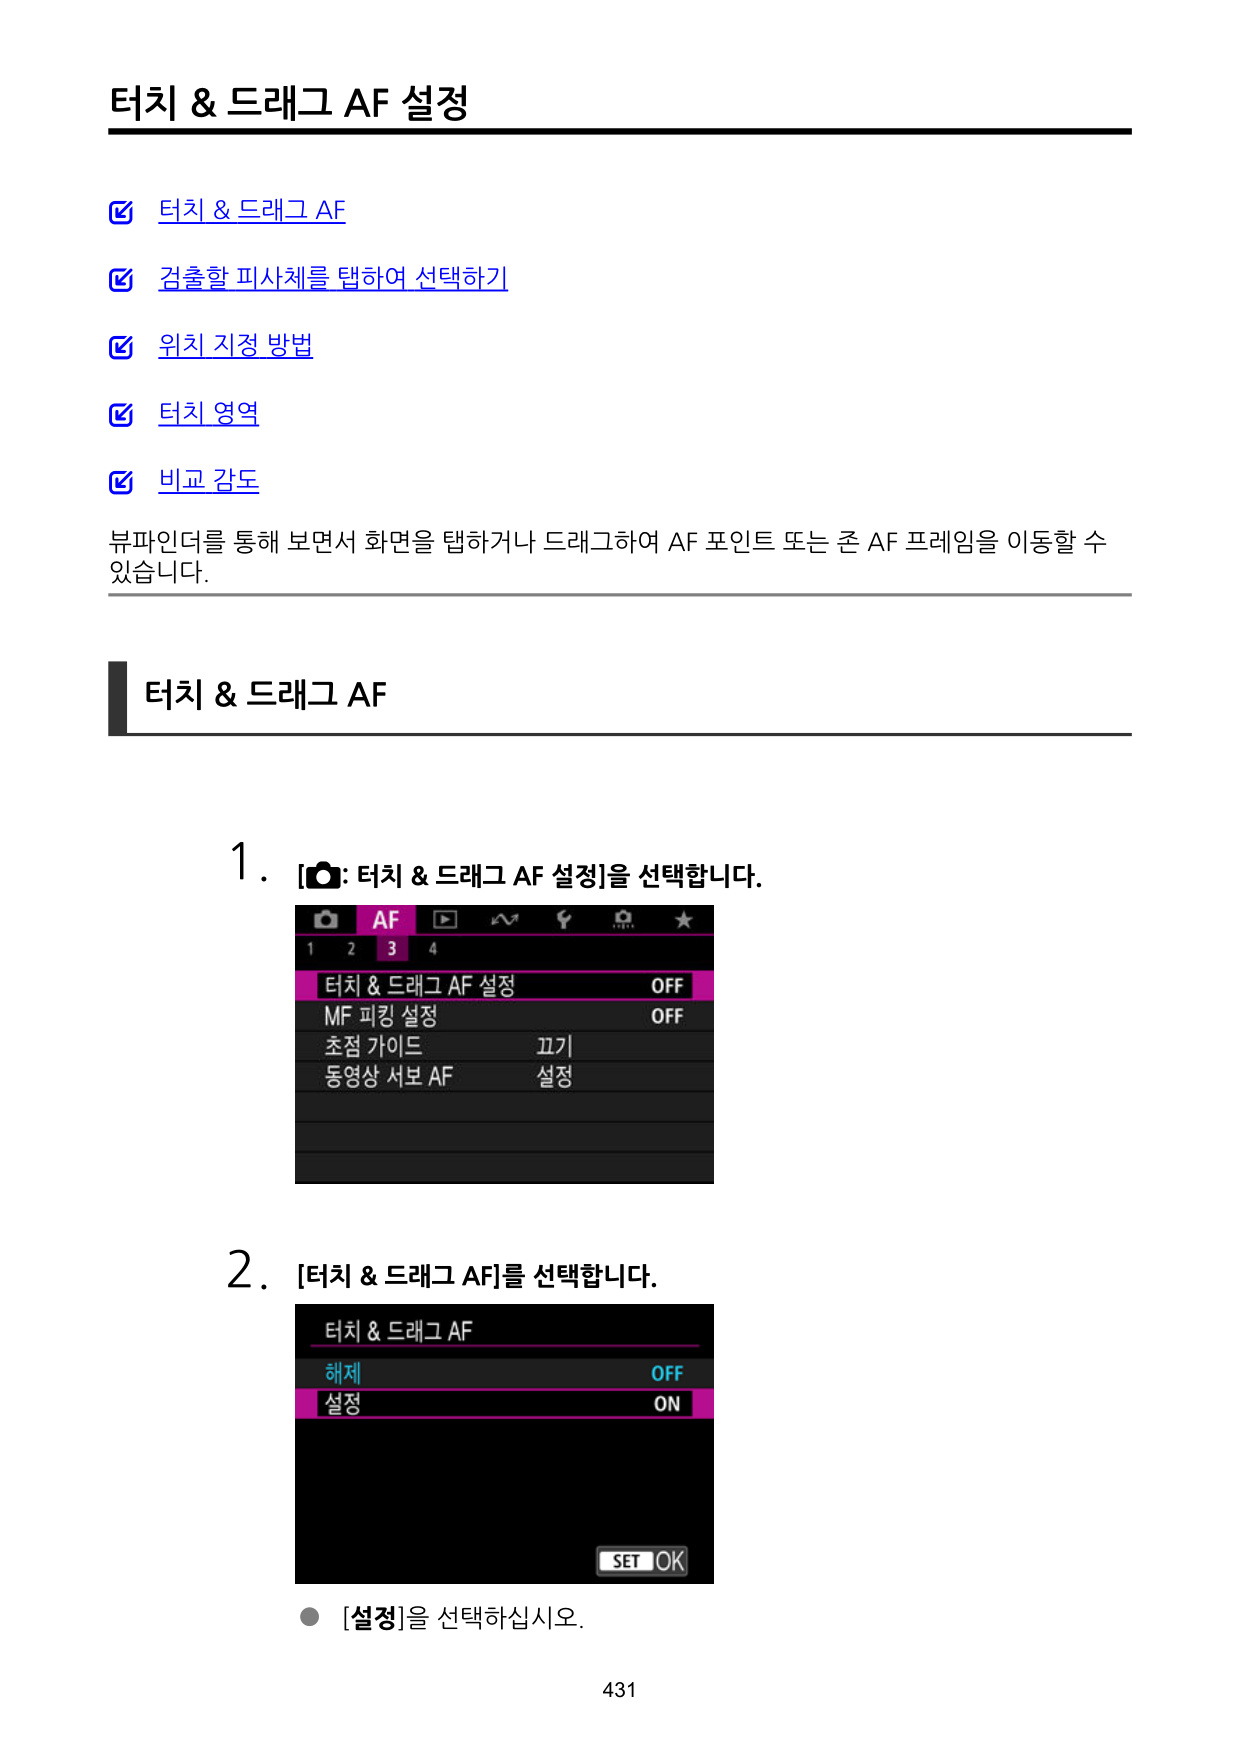 터치 & 드래그 AF 설정
터치 & 드래그 AF
검출할 피사체를 탭하여 선택하기
위치 지정 방법
터치 영역
비교 감도
뷰파인더를 통해 보면서 화면을 탭하거나 드래그하여 AF 포인트 또는 존 AF 프레임을 이동할 수
있습니다.
터치 & 드래그 AF
1. [: 터치 & 드래그 AF 설정]을 선택합니다.
AF
1 2 3 4
터치 & 드래그 AF 설정 OFF
MF 피킹 설정 OFF
초점 가이드 끄기
동영상 서보 AF 설정
2. [터치 & 드래그 AF]를 선택합니다.
터치 & 드래그 AF
해제 OFF
설정 ON
SET OK
● [설정]을 선택하십시오.
431